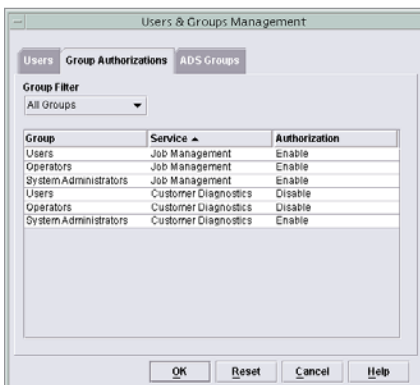 Users & Groups Management
Users Group Authorizations ADS Groups
Group Filter
All Groups
Group Service Authorization
Users Job Management Enable
Operators Job Management Enable
System Administrators Job Management Enable
Users Customer Diagnostics Disable
Operators Customer Diagnostics Disable
System Administrators Customer Diagnostics Enable
OK Reset Cancel Help